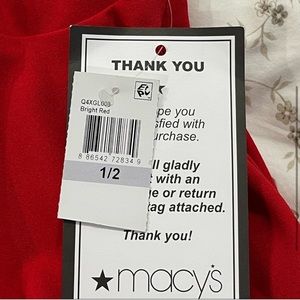 THANK YOU
Q4XGL609
Bright Red
8 86542 72834 9
1/2
pe you
sfied with
urchase.
ll gladly
t with an
e or return
tag attached.
Thank you!
★macy's